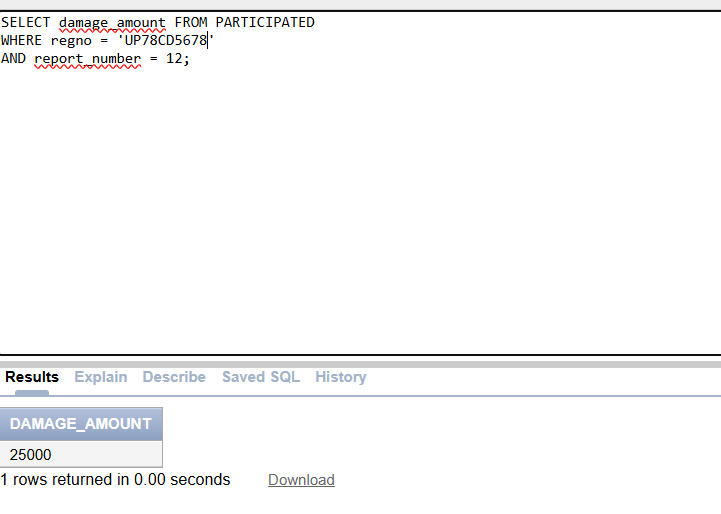 SELECT damage_amount FROM PARTICIPATED
WHERE regno = 'UP78CD5678'
AND report_number = 12;
Results Explain Describe Saved SQL History
DAMAGE_AMOUNT
25000
1 rows returned in 0.00 seconds Download